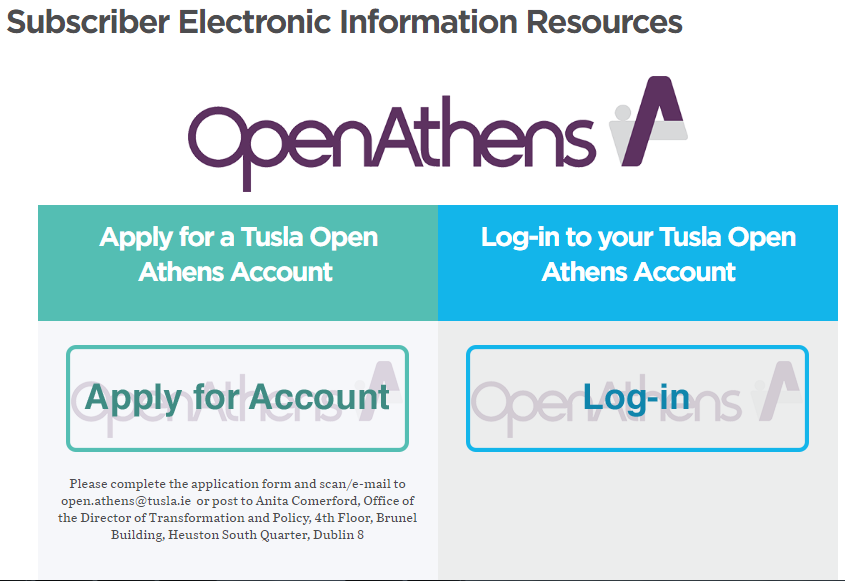 Subscriber Electronic Information Resources
OpenAthens
Apply for a Tusla Open
Athens Account
Log-in to your Tusla Open
Athens Account
OpenAthens
Apply for Account
OpenAthens
Log-in
Please complete the application form and scan/e-mail to
open.athens@tusla.ie or post to Anita Comerford, Office of
the Director of Transformation and Policy, 4th Floor, Brunel
Building, Heuston South Quarter, Dublin 8